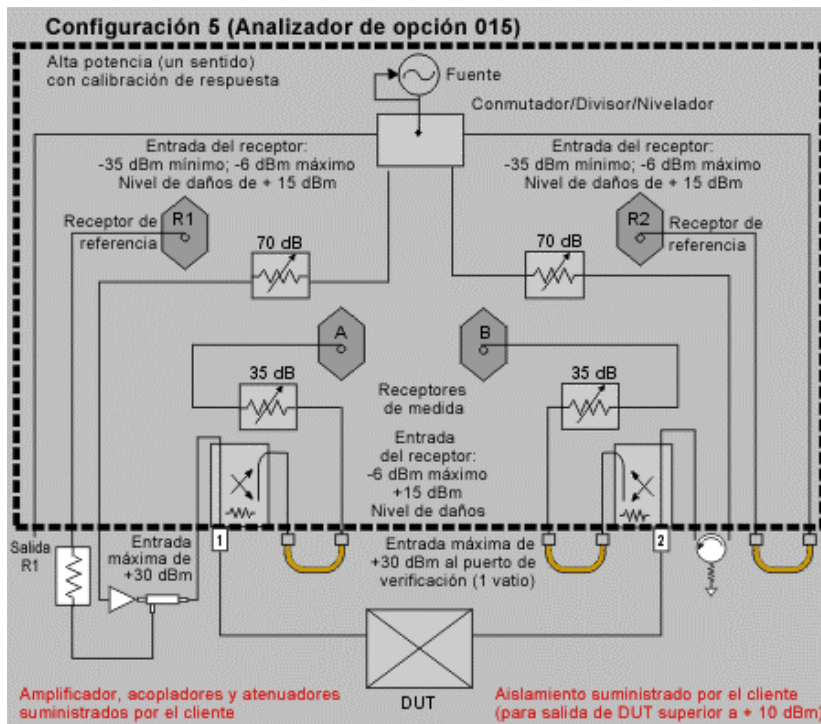 Configuración 5 (Analizador de opción 015)
Alta potencia (un sentido)
con calibración de respuesta
Fuente
Conmutador/Divisor/Nivelador
Entrada del receptor:
-35 dBm mínimo; -6 dBm máximo
Nivel de daños de + 15 dBm
Entrada del receptor:
-35 dBm mínimo; -6 dBm máximo
Nivel de daños de + 15 dBm
Receptor de
referencia
R1
R2
Receptor de
referencia
70 dB
70 dB
A
B
35 dB
35 dB
Receptores
de medida
Entrada
del receptor:
-6 dBm máximo
+15 dBm
Nivel de daños
1
2
Salida
R1
Entrada
máxima de
+30 dBm
Entrada máxima de
+30 dBm al puerto de
verificación (1 vatio)
DUT
Amplificador, acopladores y atenuadores
suministrados por el cliente
Aislamiento suministrado por el cliente
(para salida de DUT superior a + 10 dBm)